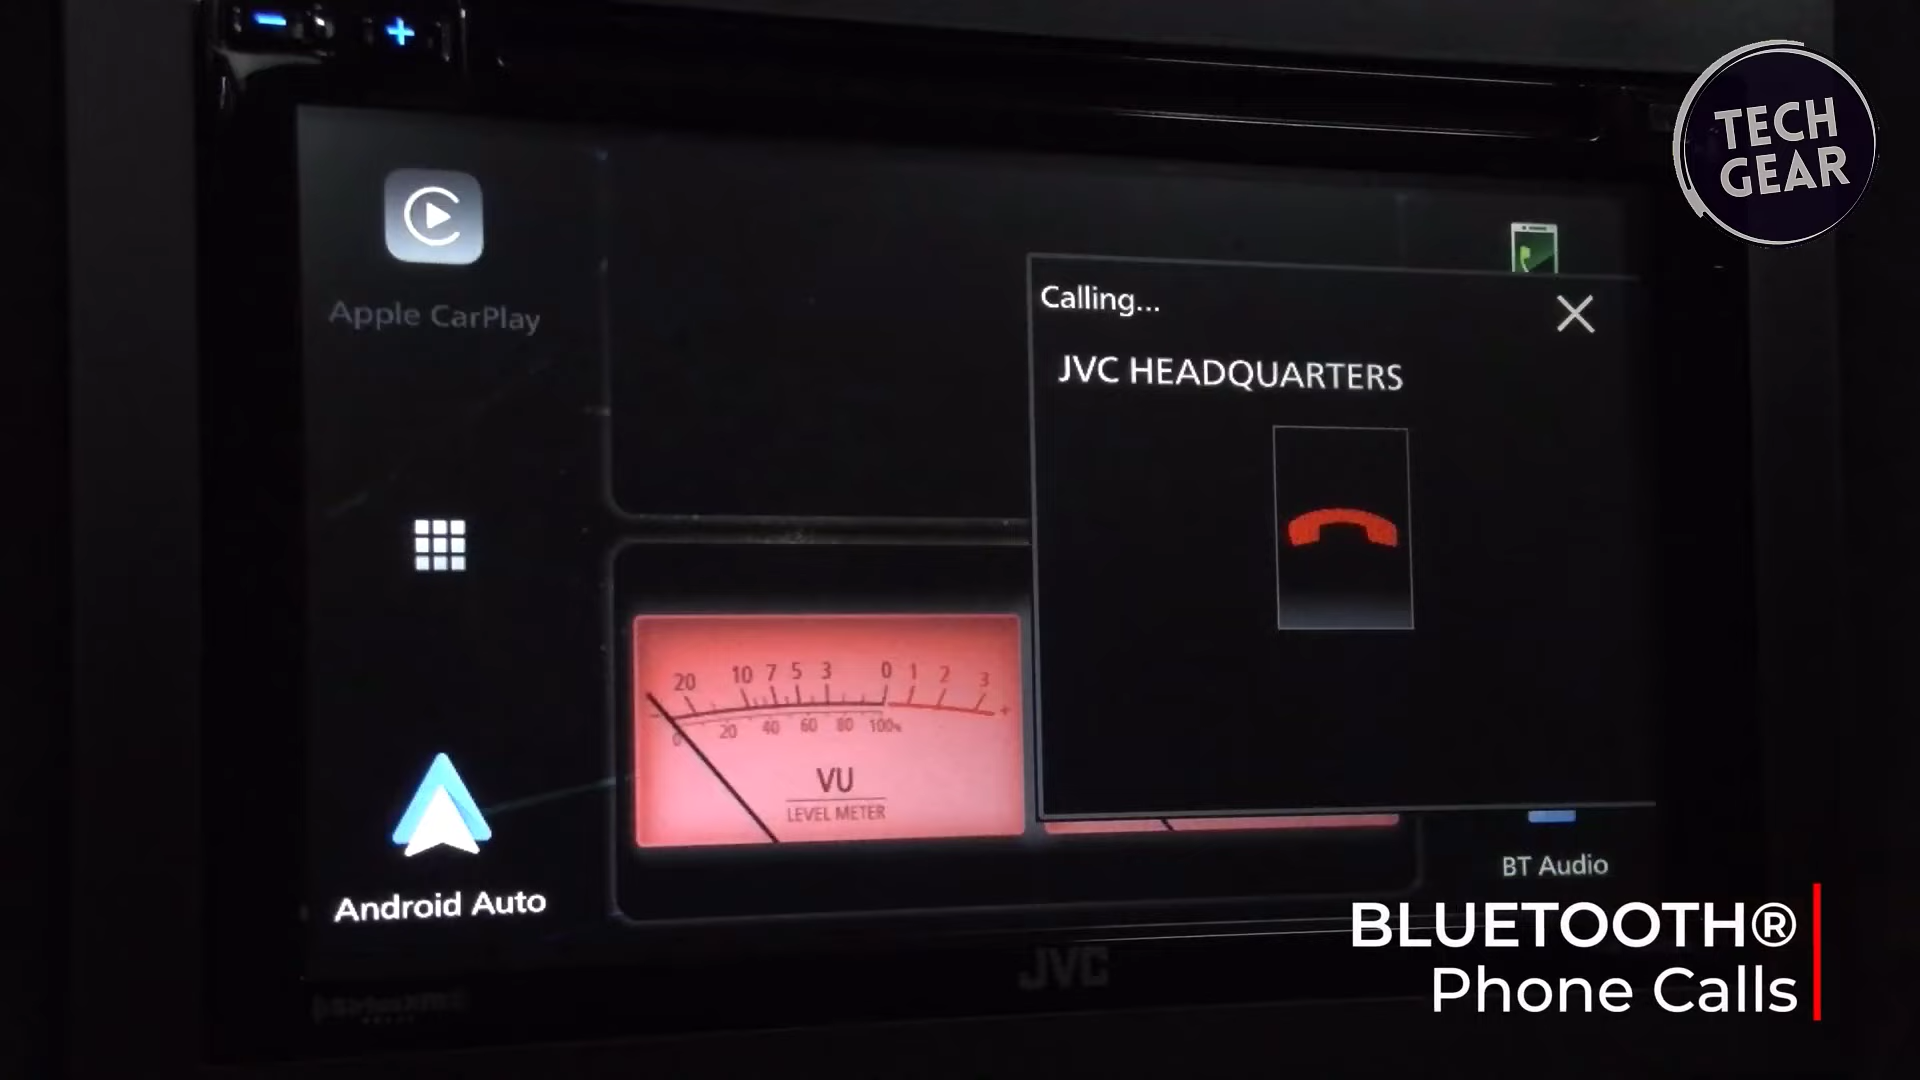 TECH
GEAR
Apple CarPlay
Calling...
JVC HEADQUARTERS
20 10 7 5 3 0 1 2 3 +
0 20 40 60 80 100%
VU
LEVEL METER
Android Auto
BT Audio
JVC
BLUETOOTH®
Phone Calls